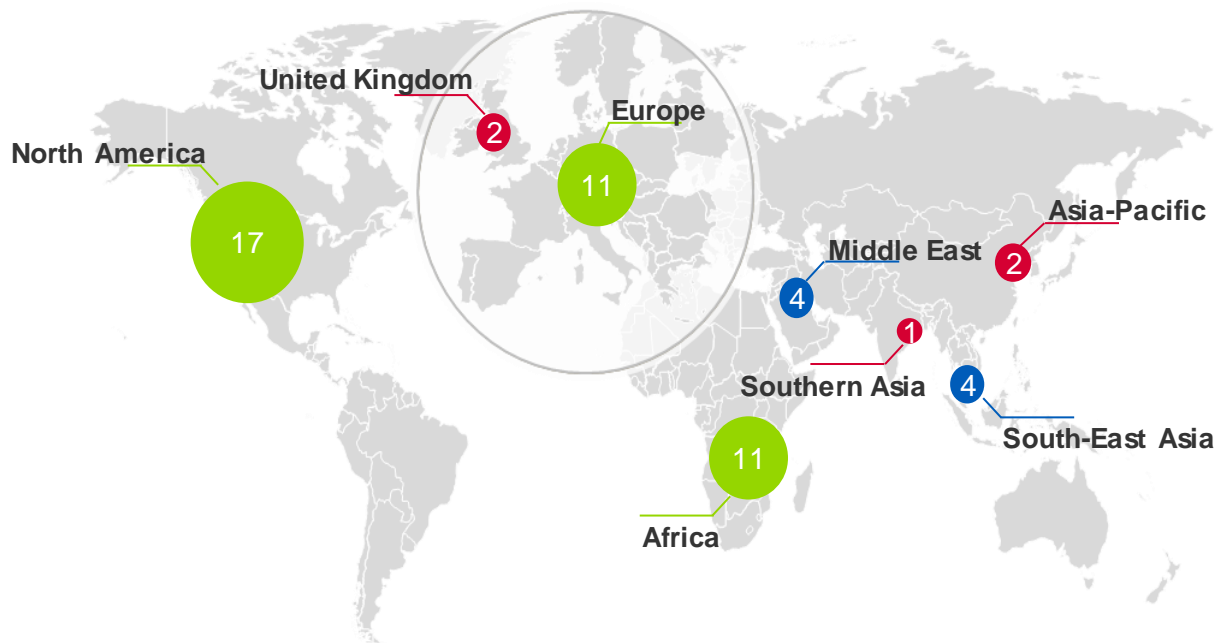 United Kingdom
2
Europe
11
North America
17
Asia-Pacific
2
Middle East
4
1
Southern Asia
4
South-East Asia
11
Africa